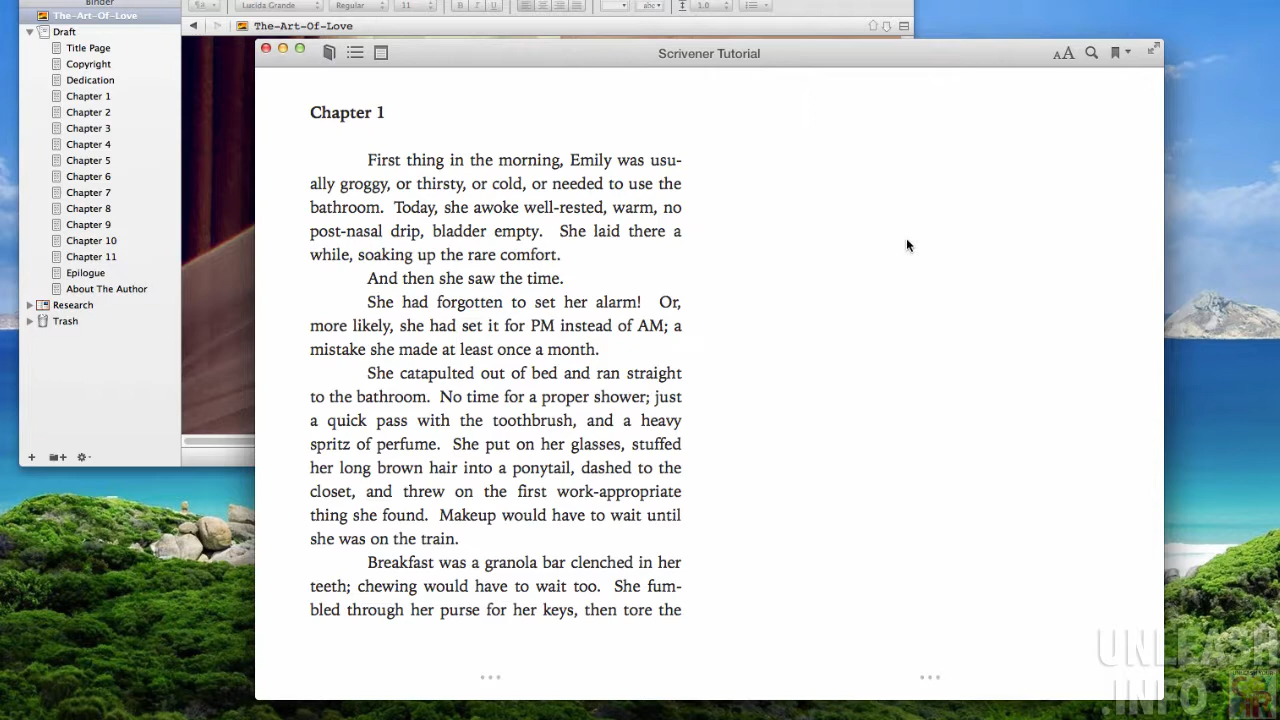 Binder
Lucida Grande
Regular
11
B
I
U
abc
1.0
The-Art-Of-Love
The-Art-Of-Love
Draft
Title Page
Copyright
Dedication
Chapter 1
Chapter 2
Chapter 3
Chapter 4
Chapter 5
Chapter 6
Chapter 7
Chapter 8
Chapter 9
Chapter 10
Chapter 11
Epilogue
About The Author
Research
Trash
Scrivener Tutorial
AA
Chapter 1
First thing in the morning, Emily was usu-
ally groggy, or thirsty, or cold, or needed to use the
bathroom. Today, she awoke well-rested, warm, no
post-nasal drip, bladder empty. She laid there a
while, soaking up the rare comfort.
And then she saw the time.
She had forgotten to set her alarm! Or,
more likely, she had set it for PM instead of AM; a
mistake she made at least once a month.
She catapulted out of bed and ran straight
to the bathroom. No time for a proper shower; just
a quick pass with the toothbrush, and a heavy
spritz of perfume. She put on her glasses, stuffed
her long brown hair into a ponytail, dashed to the
closet, and threw on the first work-appropriate
thing she found. Makeup would have to wait until
she was on the train.
Breakfast was a granola bar clenched in her
teeth; chewing would have to wait too. She fum-
bled through her purse for her keys, then tore the
UNLEASH
.INFO